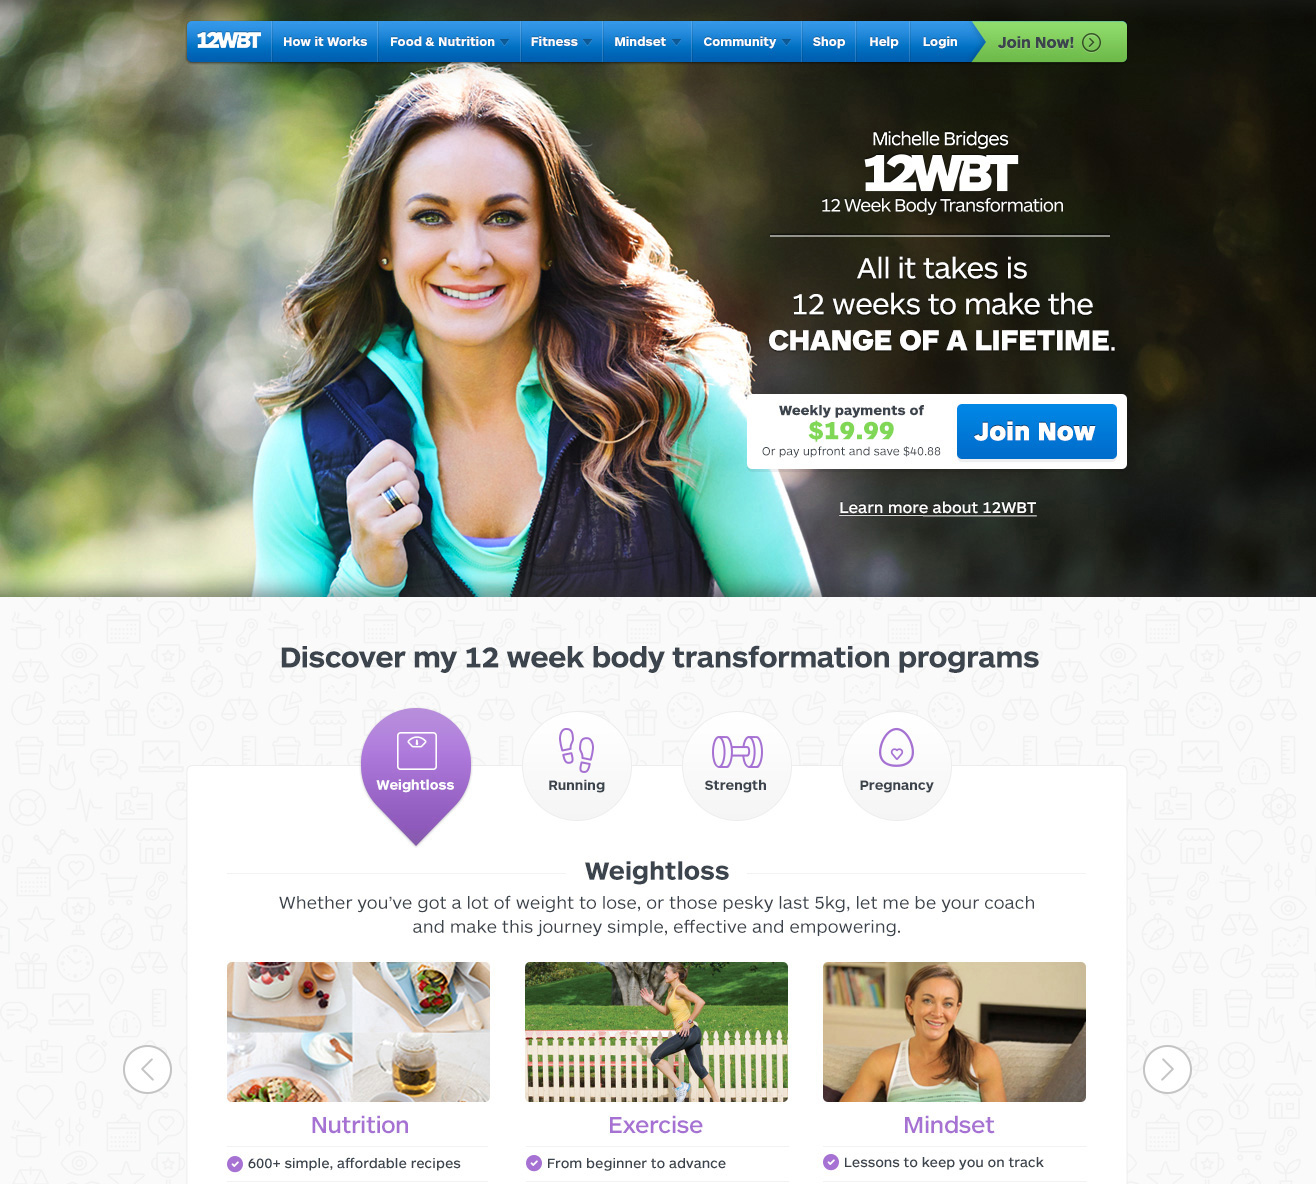 12WBT
How it Works
Food & Nutrition
Fitness
Mindset
Community
Shop
Help
Login
Join Now!
Michelle Bridges
12WBT
12 Week Body Transformation
All it takes is
12 weeks to make the
CHANGE OF A LIFETIME.
Weekly payments of
$19.99
Or pay upfront and save $40.88
Join Now
Learn more about 12WBT
Discover my 12 week body transformation programs
Weightloss
Running
Strength
Pregnancy
Weightloss
Whether you've got a lot of weight to lose, or those pesky last 5kg, let me be your coach
and make this journey simple, effective and empowering.
Nutrition
Exercise
Mindset
600+ simple, affordable recipes
From beginner to advance
Lessons to keep you on track